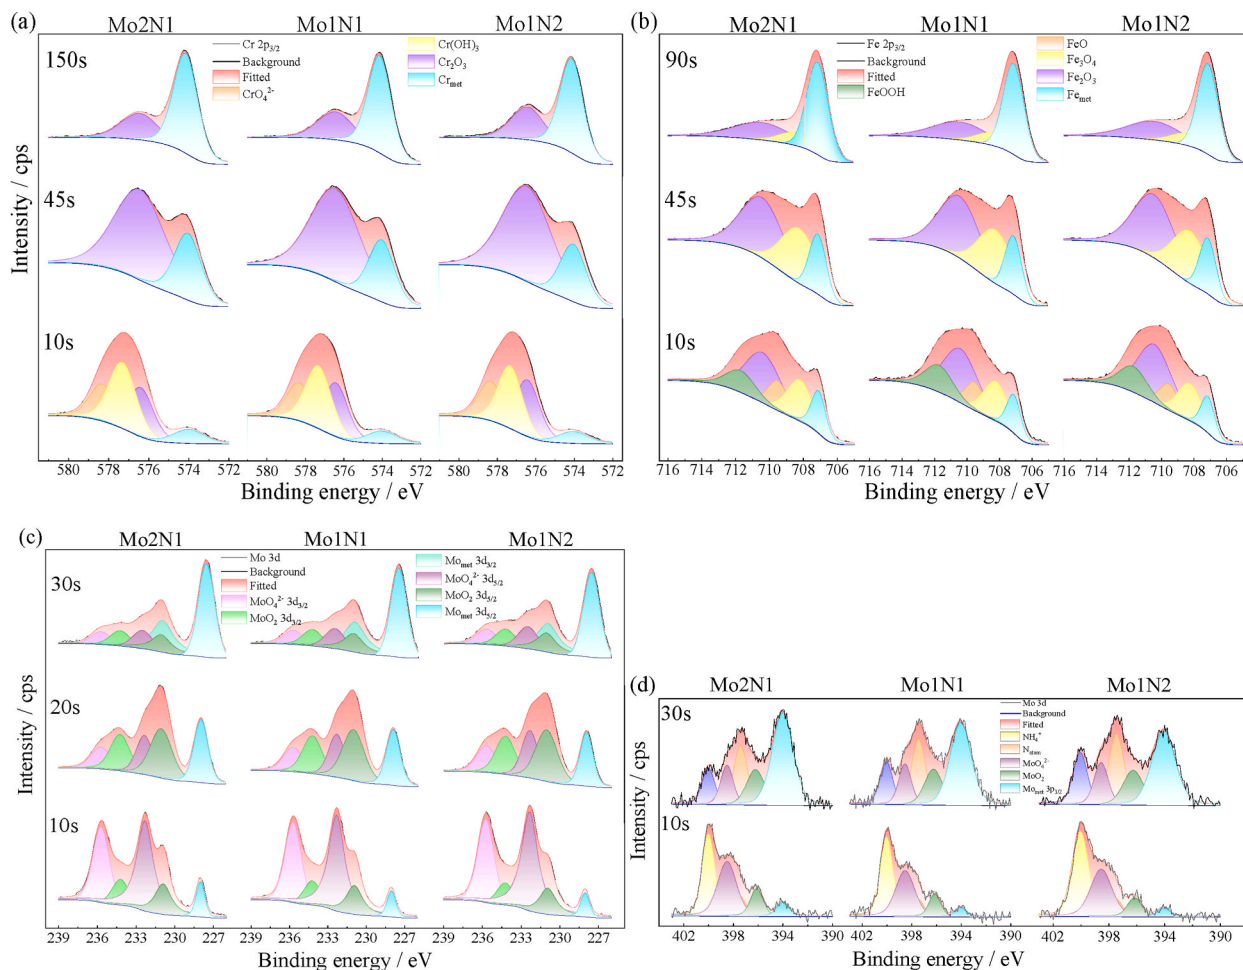 (a)
Mo2N1 Mo1N1 Mo1N2
150s
Cr 2p3/2
Background
Fitted
CrO₄²⁻
Cr(OH)₃
Cr₂O₃
Crmet
45s
10s
Intensity / cps
580 576 574 572 580 576 574 572 580 576 574 572
Binding energy / eV
(b)
Mo2N1 Mo1N1 Mo1N2
90s
Fe 2p3/2
Background
Fitted
FeOOH
FeO
Fe₃O₄
Fe₂O₃
Femet
45s
10s
Intensity / cps
716 712 710 708 706 716 712 710 708 706 716 712 710 708 706
Binding energy / eV
(c)
Mo2N1 Mo1N1 Mo1N2
30s
Mo 3d
Background
Fitted
MoO₄²⁻ 3d3/2
MoO₂ 3d3/2
Momet 3d3/2
MoO₄²⁻ 3d5/2
MoO₂ 3d5/2
Momet 3d5/2
20s
10s
Intensity / cps
239 236 233 230 227 239 236 233 230 227 239 236 233 230 227
Binding energy / eV
(d)
Mo2N1 Mo1N1 Mo1N2
30s
Mo 3d
Background
Fitted
NH₄⁺
MoO₄²⁻
MoO₂
Momet 3p3/2
10s
Intensity / cps
402 398 394 390 402 398 394 390 402 398 394 390
Binding energy / eV